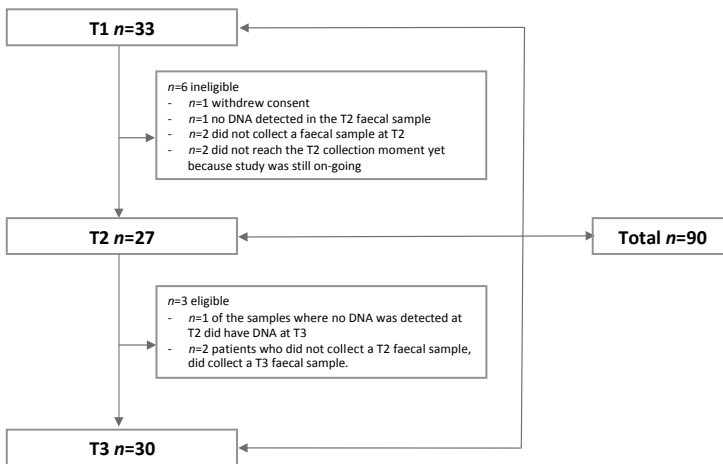 T1 n=33
n=6 ineligible
- n=1 withdrew consent
- n=1 no DNA detected in the T2 faecal sample
- n=2 did not collect a faecal sample at T2
- n=2 did not reach the T2 collection moment yet
because study was still on-going
T2 n=27
Total n=90
n=3 eligible
- n=1 of the samples where no DNA was detected at
T2 did have DNA at T3
- n=2 patients who did not collect a T2 faecal sample,
did collect a T3 faecal sample.
T3 n=30